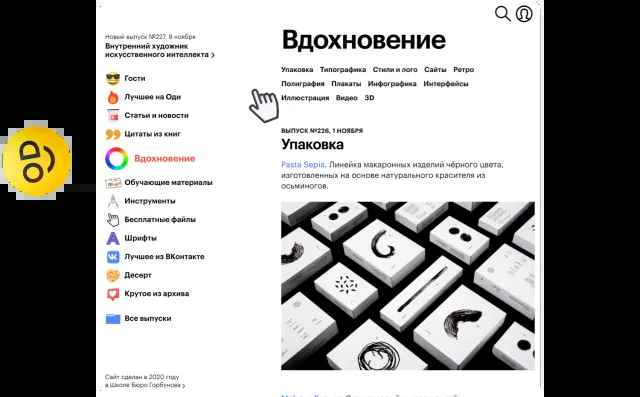 Новый выпуск №227, 8 ноября
Внутренний художник
искусственного интеллекта
Гости
Лучшее на Оди
Статьи и новости
Цитаты из книг
Вдохновение
Обучающие материалы
Инструменты
Бесплатные файлы
Шрифты
Лучшее из ВКонтакте
Десерт
Крутое из архива
Все выпуски
Сайт сделан в 2020 году
в Школе Бюро Горбунова
Вдохновение
Упаковка Типографика Стили и лого Сайты Ретро
Полиграфия Плакаты Инфографика Интерфейсы
Иллюстрация Видео 3D
ВЫПУСК №226, 1 НОЯБРЯ
Упаковка
Pasta Sepia. Линейка макаронных изделий чёрного цвета,
изготовленных на основе натурального красителя из
осьминогов.